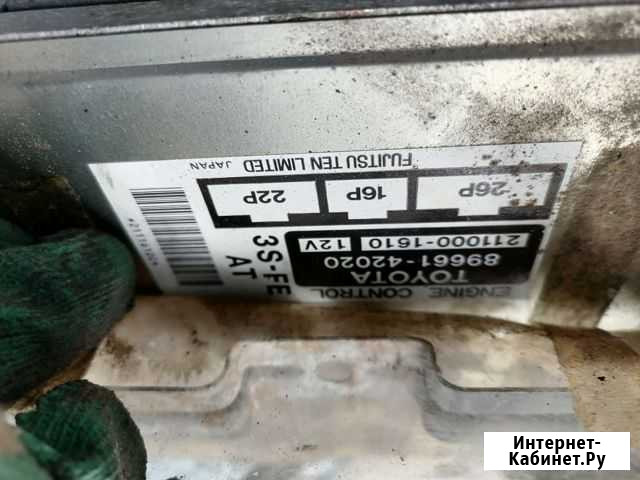 ENGINE CONTROL
TOYOTA
89661-42020
211000-1610 12V
3S-FE
AT
26P 16P 22P
FUJITSU TEN LIMITED JAPAN
Интернет-
Кабинет.Ру